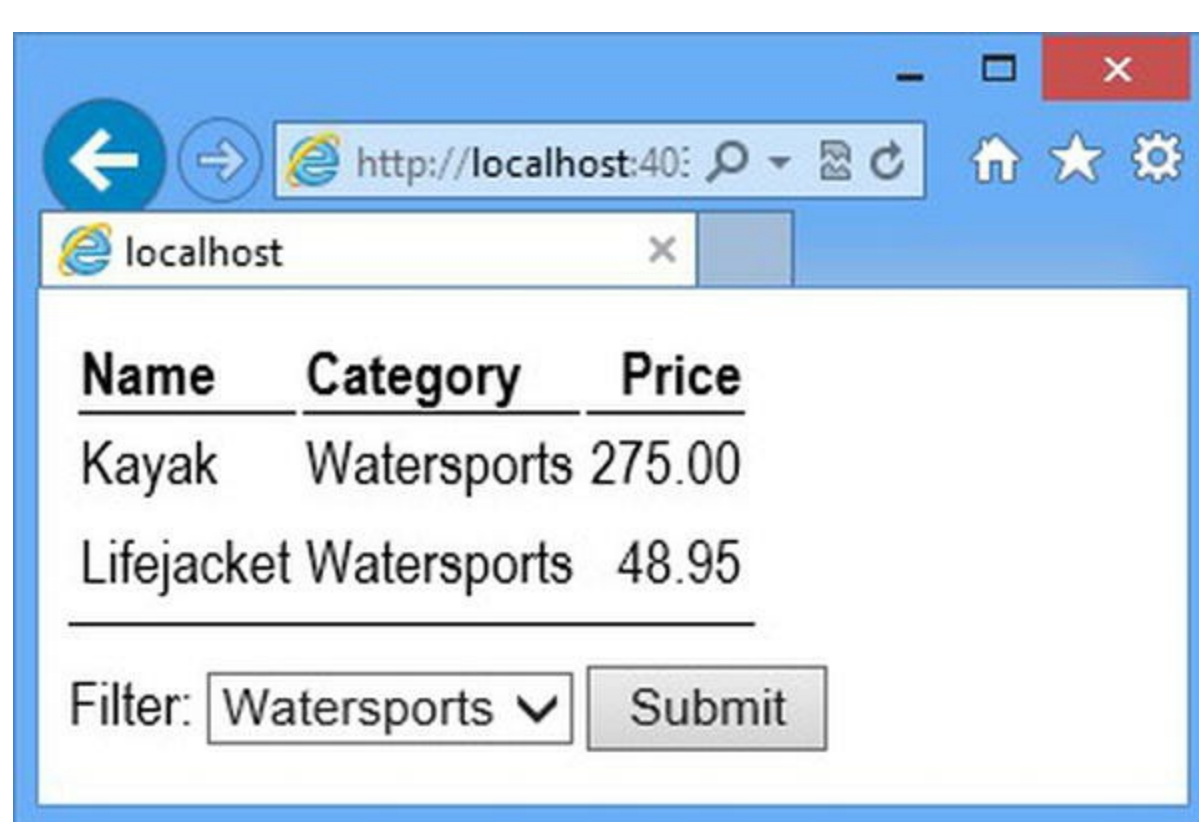 http://localhost:40
localhost
Name Category Price
Kayak Watersports 275.00
Lifejacket Watersports 48.95
Filter: Watersports Submit